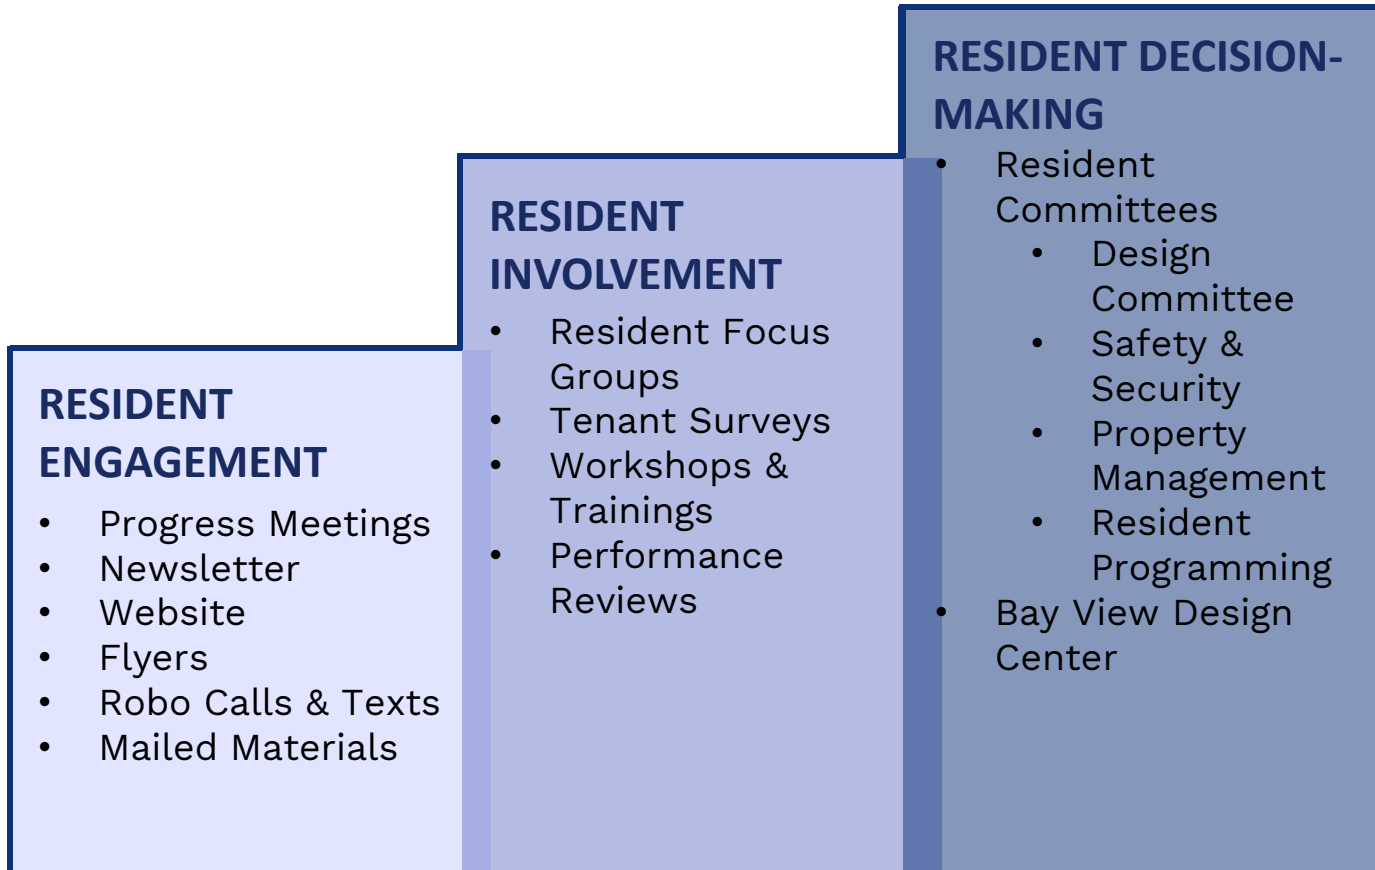 RESIDENT
ENGAGEMENT
• Progress Meetings
• Newsletter
• Website
• Flyers
• Robo Calls & Texts
• Mailed Materials
RESIDENT
INVOLVEMENT
• Resident Focus
Groups
• Tenant Surveys
• Workshops &
Trainings
• Performance
Reviews
RESIDENT DECISION-
MAKING
• Resident
Committees
• Design
Committee
• Safety &
Security
• Property
Management
• Resident
Programming
• Bay View Design
Center